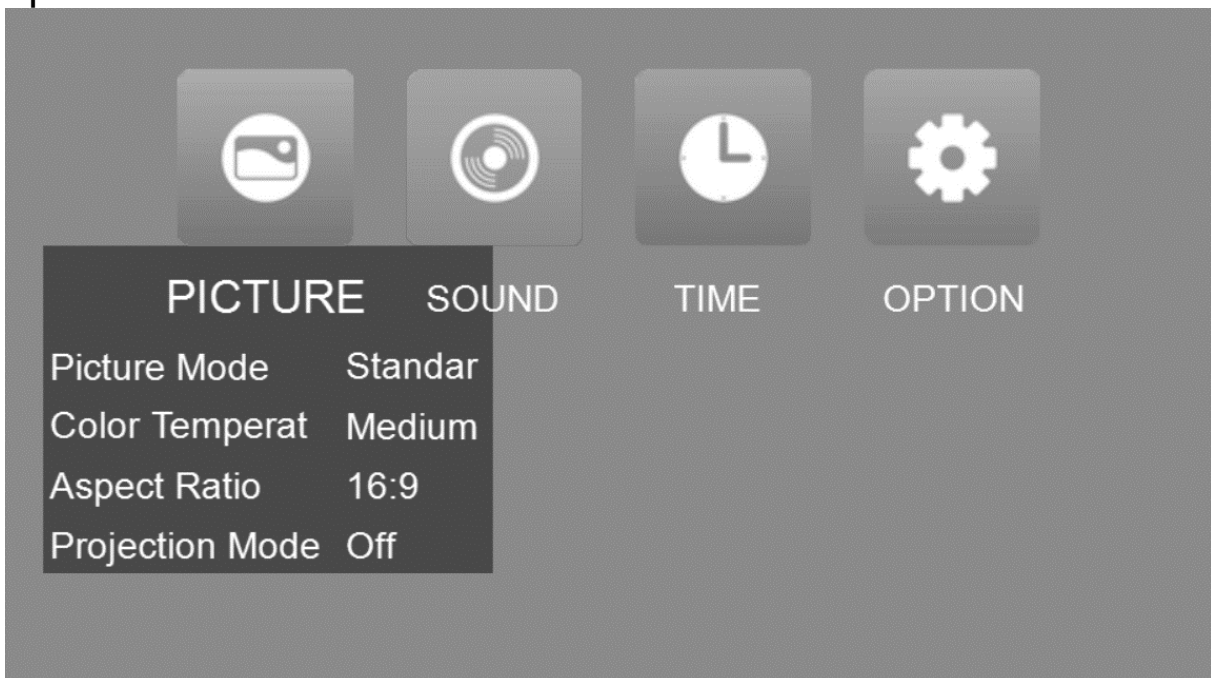 PICTURE SOUND TIME OPTION
Picture Mode Standar
Color Temperat Medium
Aspect Ratio 16:9
Projection Mode Off